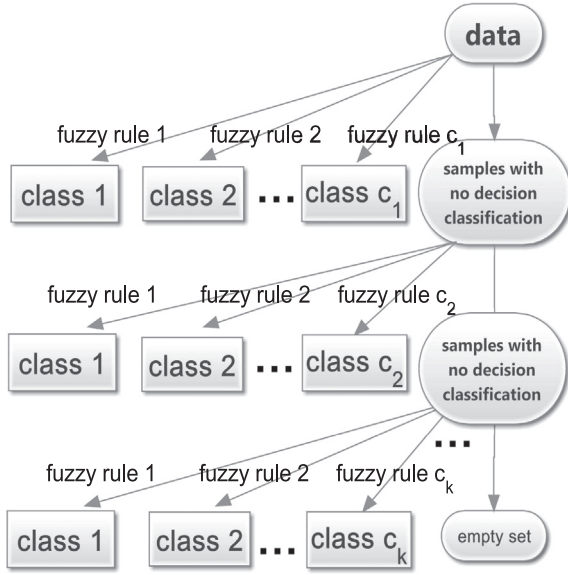 data
fuzzy rule 1 fuzzy rule 2 fuzzy rule c1
class 1 class 2 ... class c1
samples with
no decision
classification
fuzzy rule 1 fuzzy rule 2 fuzzy rule c2
class 1 class 2 ... class c2
samples with
no decision
classification
...
fuzzy rule 1 fuzzy rule 2 fuzzy rule ck
class 1 class 2 ... class ck
empty set